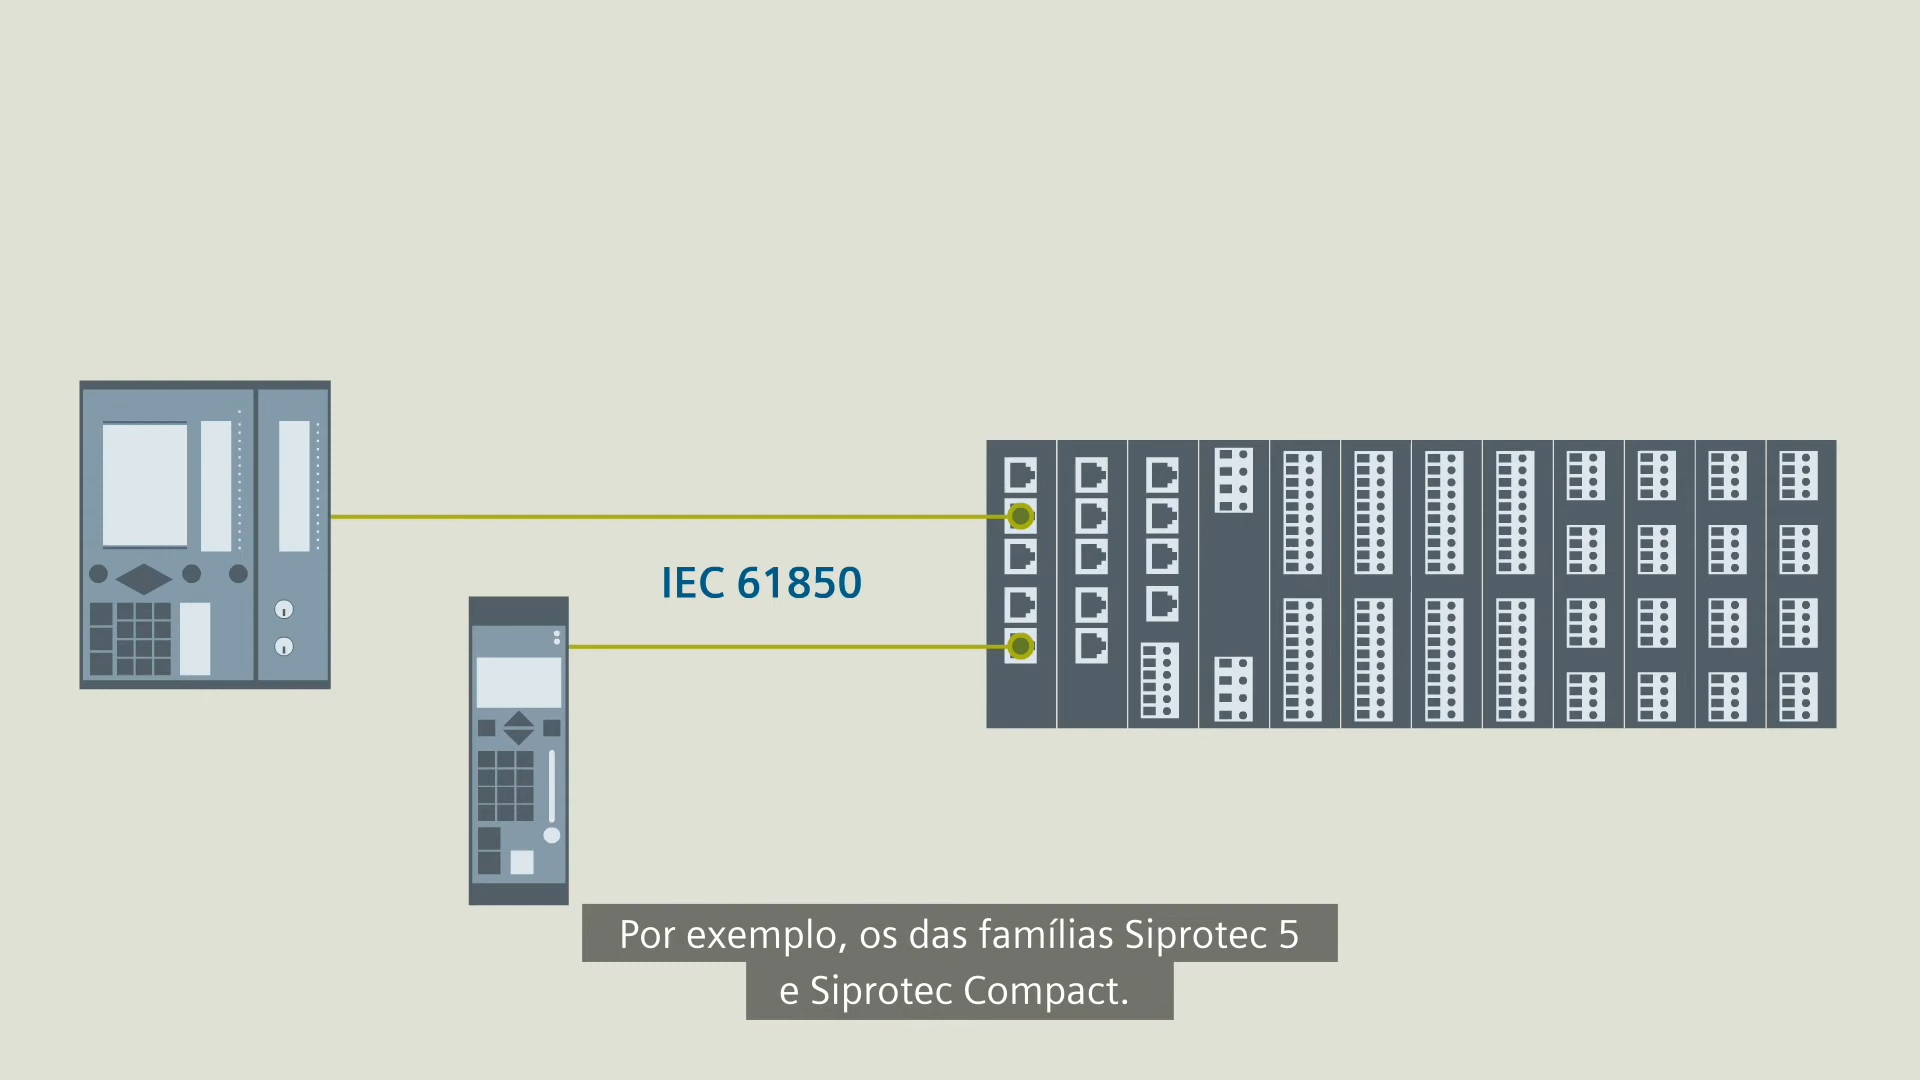 IEC 61850
Por exemplo, os das famílias Siprotec 5
e Siprotec Compact.